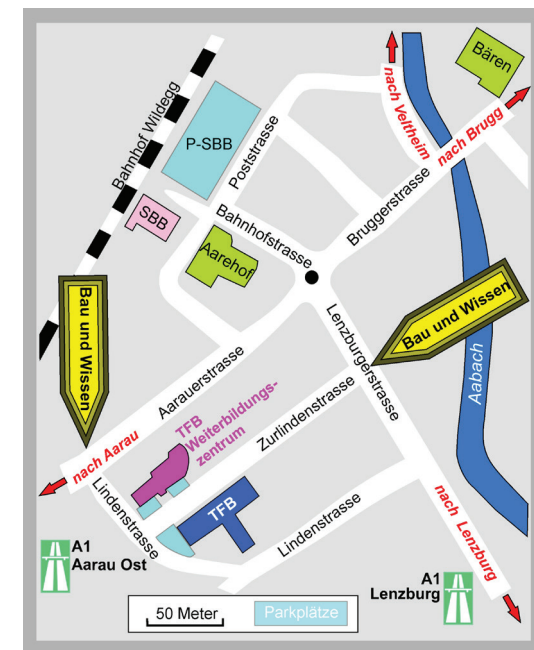 Bären
nach Veltheim
nach Brugg
Bahnhof Wildegg
P-SBB
Poststrasse
SBB
Bahnhofstrasse
Bruggerstrasse
Aarehof
Bau und Wissen
Bau und Wissen
Lenzburgerstrasse
Aabach
Aarauerstrasse
TFB
Weiterbildungs-
zentrum
Zurlindenstrasse
nach Aarau
Lindenstrasse
TFB
Lindenstrasse
nach Lenzburg
A1
Aarau Ost
A1
Lenzburg
50 Meter
Parkplätze